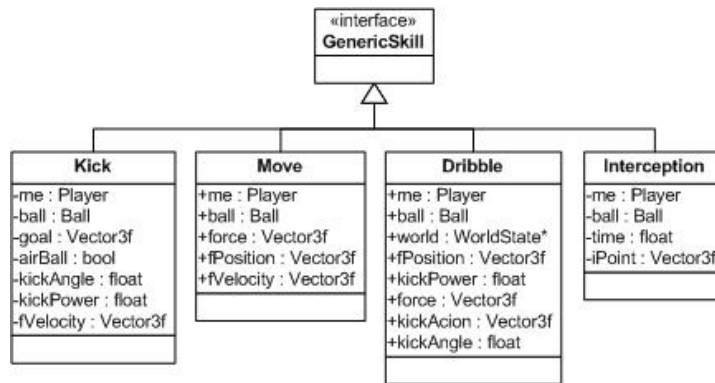 «interface»
GenericSkill
Kick
-me : Player
-ball : Ball
-goal : Vector3f
-airBall : bool
-kickAngle : float
-kickPower : float
-fVelocity : Vector3f
Move
+me : Player
+ball : Ball
+force : Vector3f
+fPosition : Vector3f
+fVelocity : Vector3f
Dribble
+me : Player
+ball : Ball
+world : WorldState*
+fPosition : Vector3f
+kickPower : float
+force : Vector3f
+kickAcion : Vector3f
+kickAngle : float
Interception
-me : Player
-ball : Ball
-time : float
-iPoint : Vector3f